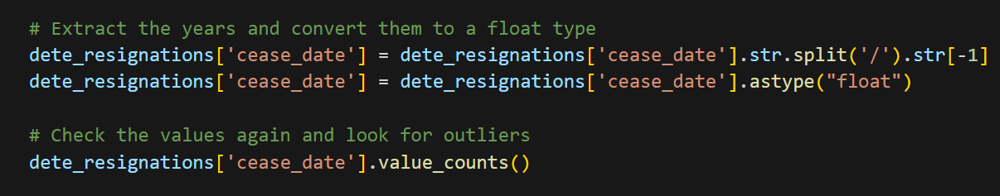 # Extract the years and convert them to a float type
dete_resignations['cease_date'] = dete_resignations['cease_date'].str.split('/').str[-1]
dete_resignations['cease_date'] = dete_resignations['cease_date'].astype("float")
# Check the values again and look for outliers
dete_resignations['cease_date'].value_counts()